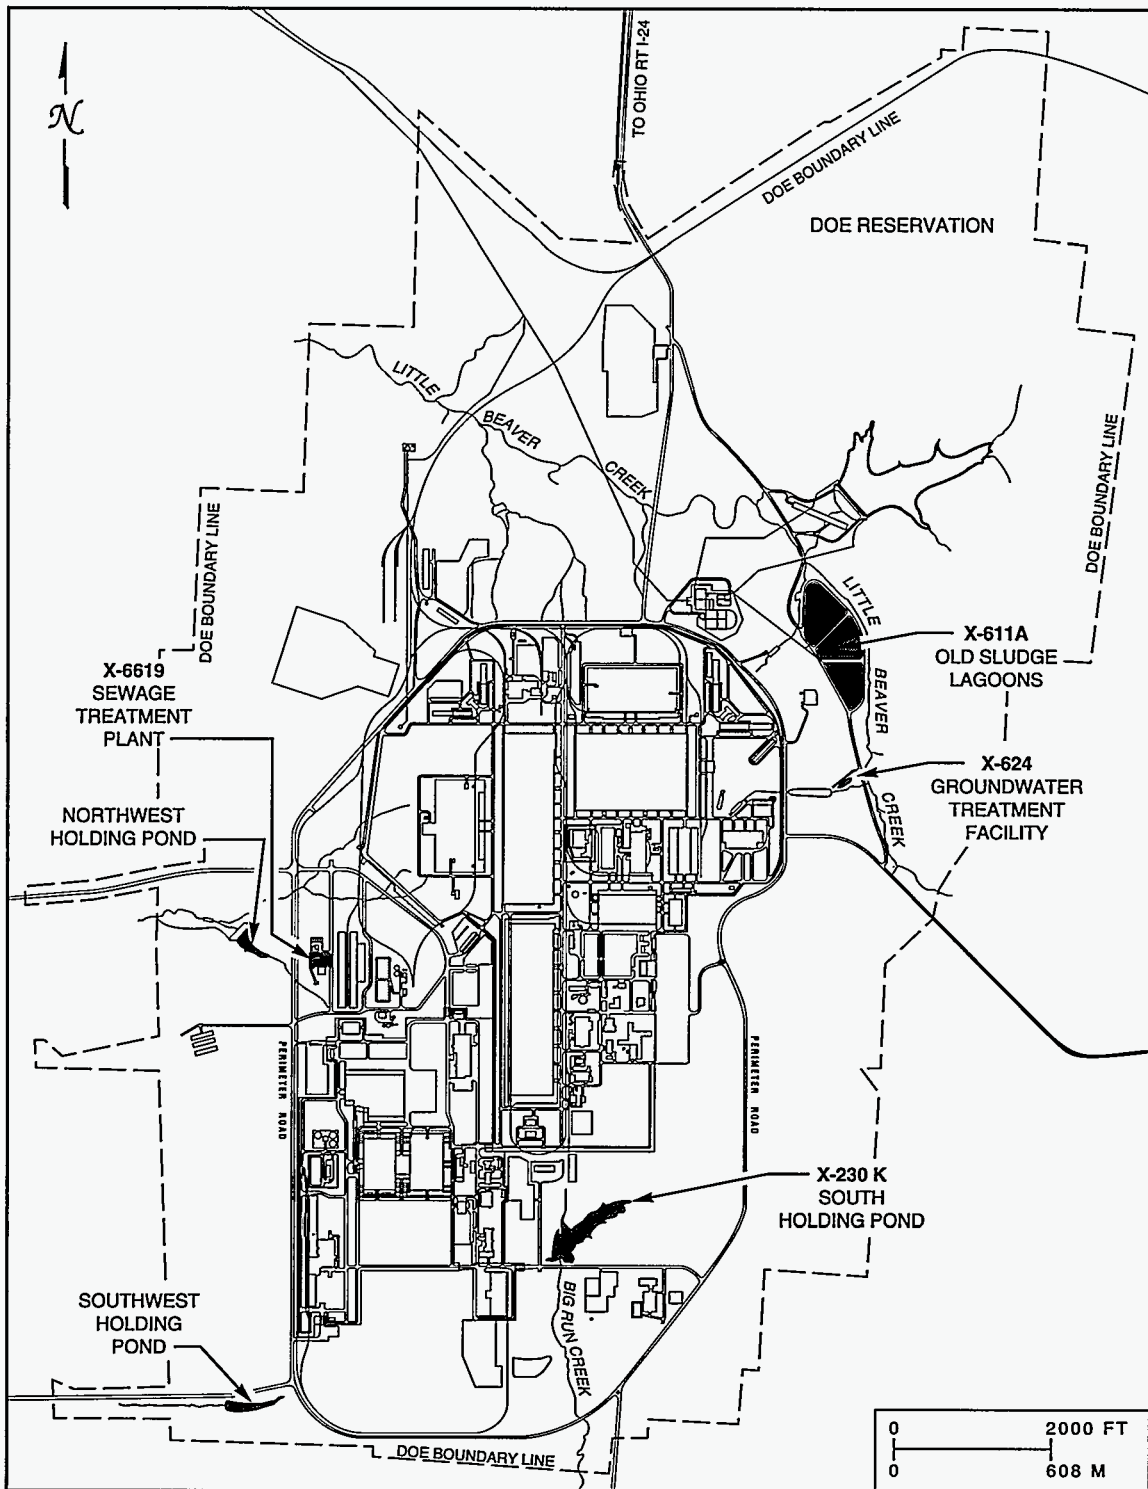 N
TO OHIO RT I-24
DOE BOUNDARY LINE
DOE RESERVATION
LITTLE
BEAVER
CREEK
DOE BOUNDARY LINE
DOE BOUNDARY LINE
LITTLE
BEAVER
CREEK
X-611A
OLD SLUDGE
LAGOONS
X-6619
SEWAGE
TREATMENT
PLANT
X-624
GROUNDWATER
TREATMENT
FACILITY
NORTHWEST
HOLDING POND
PERIMETER ROAD
PERIMETER ROAD
X-230 K
SOUTH
HOLDING POND
SOUTHWEST
HOLDING
POND
BIG RUN CREEK
DOE BOUNDARY LINE
0 2000 FT
0 608 M